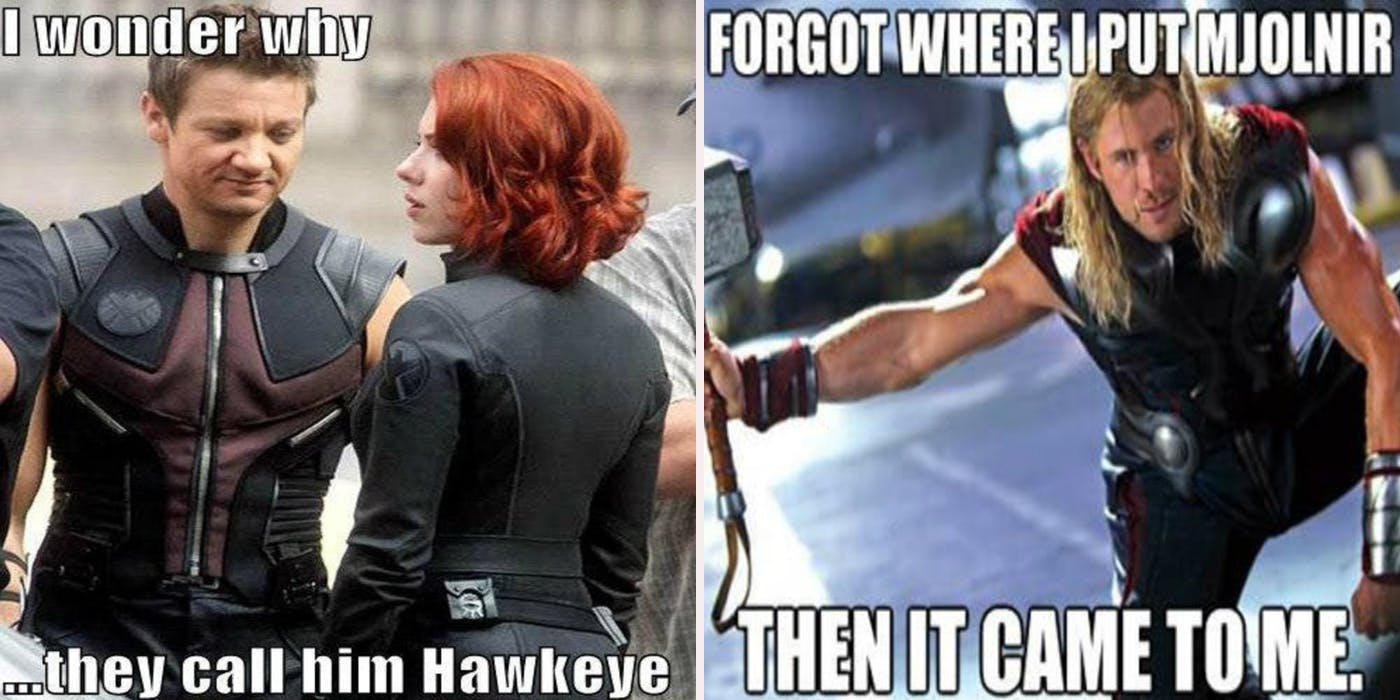 I wonder why
...they call him Hawkeye
FORGOT WHERE I PUT MJOLNIR
THEN IT CAME TO ME.